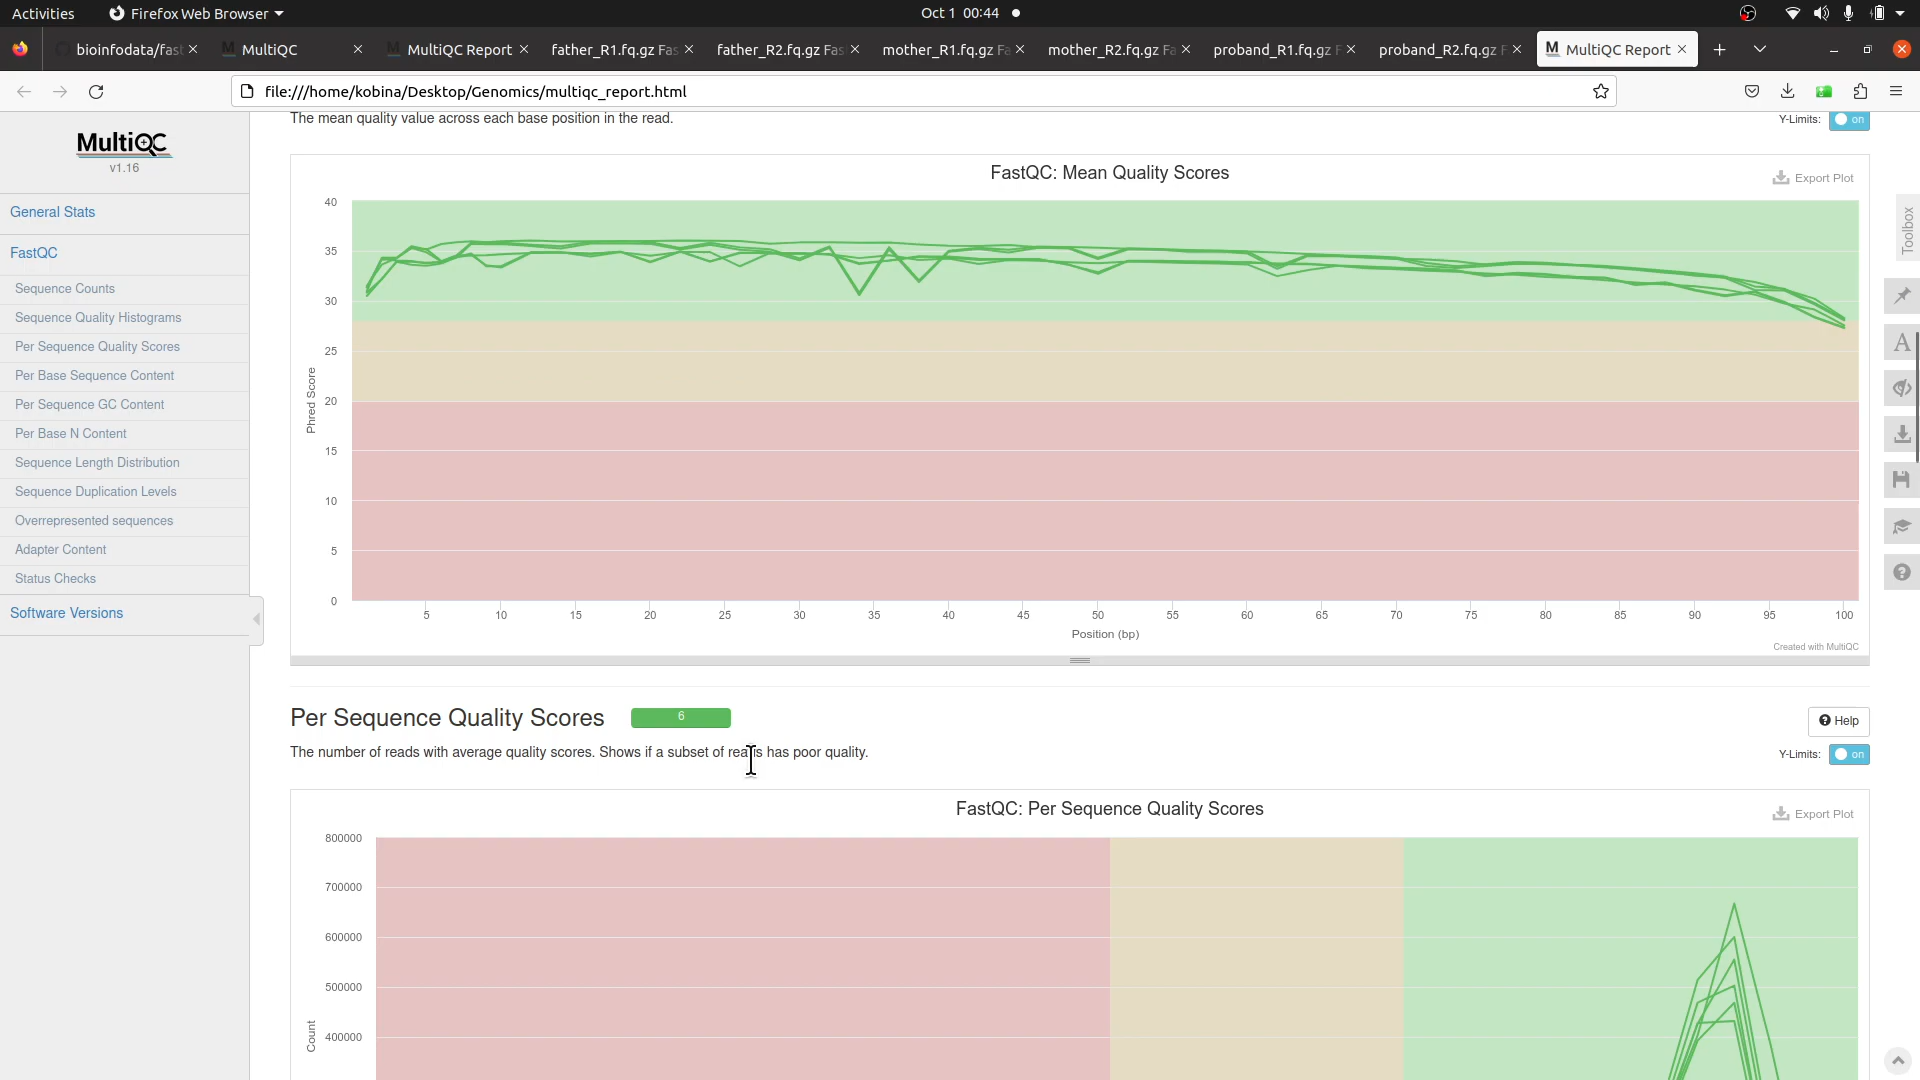 Activities
Firefox Web Browser
Oct 1 00:44
bioinfodata/fast
MultiQC
MultiQC Report
father_R1.fq.gz Fas
father_R2.fq.gz Fas
mother_R1.fq.gz Fa
mother_R2.fq.gz Fa
proband_R1.fq.gz F
proband_R2.fq.gz F
MultiQC Report
file:///home/kobina/Desktop/Genomics/multiqc_report.html
MultiQC
v1.16
General Stats
FastQC
Sequence Counts
Sequence Quality Histograms
Per Sequence Quality Scores
Per Base Sequence Content
Per Sequence GC Content
Per Base N Content
Sequence Length Distribution
Sequence Duplication Levels
Overrepresented sequences
Adapter Content
Status Checks
Software Versions
The mean quality value across each base position in the read.
Y-Limits: on
FastQC: Mean Quality Scores
Export Plot
Toolbox
40
35
30
25
20
15
10
5
0
Phred Score
5 10 15 20 25 30 35 40 45 50 55 60 65 70 75 80 85 90 95 100
Position (bp)
Created with MultiQC
Per Sequence Quality Scores 6
Help
The number of reads with average quality scores. Shows if a subset of reads has poor quality.
Y-Limits: on
FastQC: Per Sequence Quality Scores
Export Plot
800000
700000
600000
500000
400000
Count